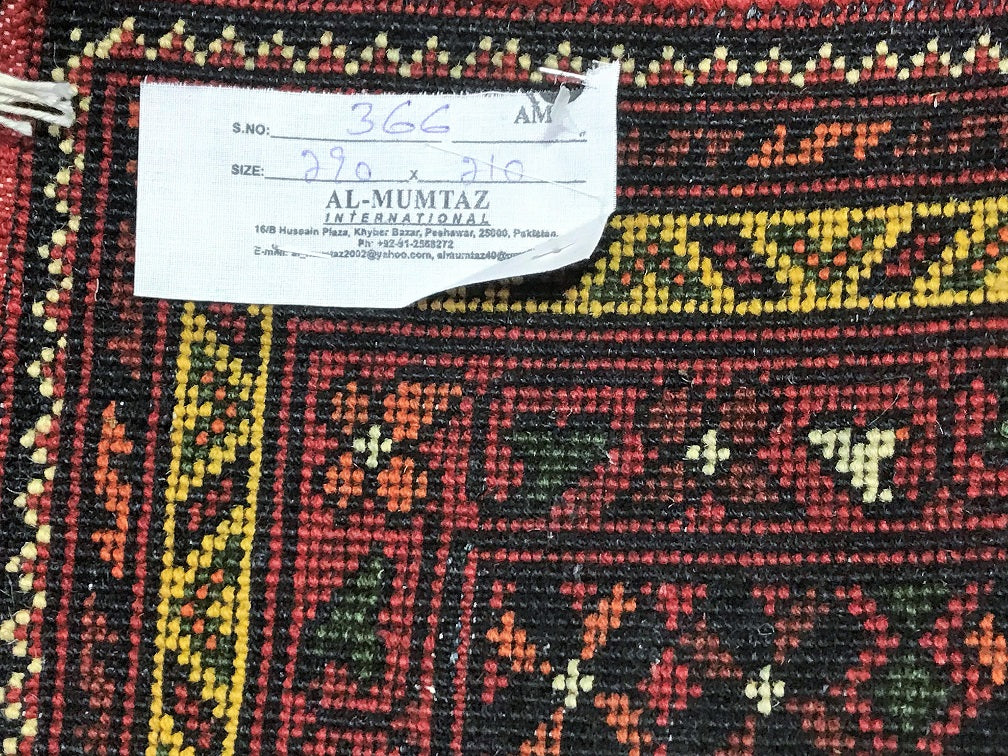 AM
S.NO: 366
SIZE: 290 x 210
AL-MUMTAZ
INTERNATIONAL
16/B Hussain Plaza, Khyber Bazar, Peshawar, 25000, Pakistan.
Ph: +92-91-2568272
E-mail: